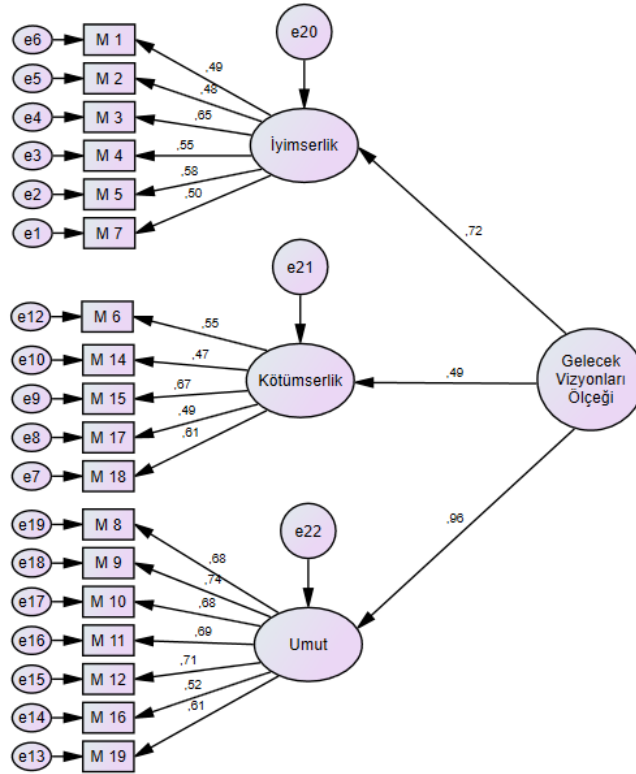 e6 M 1
e5 M 2
e4 M 3
e3 M 4
e2 M 5
e1 M 7
,49
,48
,65
,55
,58
,50
e20
İyimserlik
,72
e12 M 6
e10 M 14
e9 M 15
e8 M 17
e7 M 18
,55
,47
,67
,49
,61
e21
Kötümserlik
,49
Gelecek
Vizyonları
Ölçeği
e19 M 8
e18 M 9
e17 M 10
e16 M 11
e15 M 12
e14 M 16
e13 M 19
,68
,74
,68
,69
,71
,52
,61
e22
Umut
,96